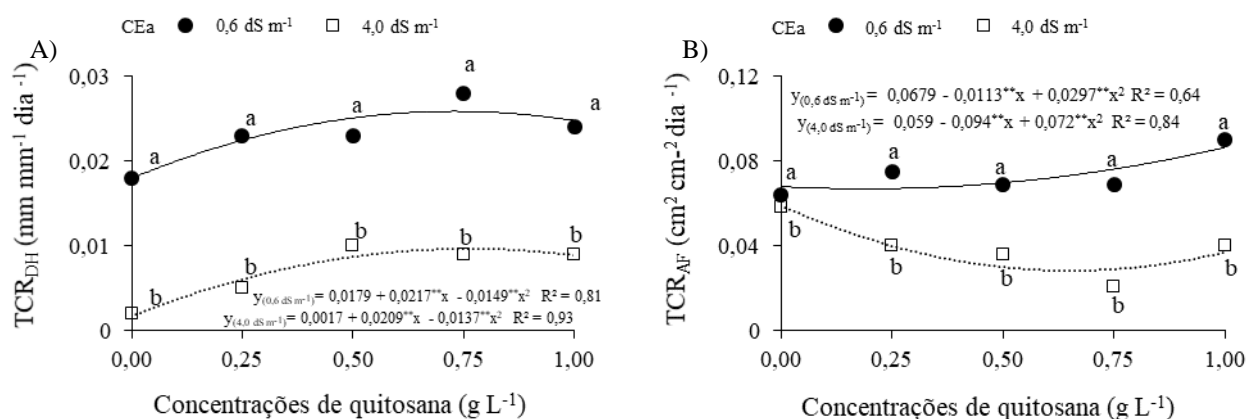 CEa ● 0,6 dS m⁻¹ □ 4,0 dS m⁻¹
A)
TCR_DH (mm mm⁻¹ dia ⁻¹)
0,03
0,02
0,01
0
a a a a a
b b b b b
y(0,6 dS m⁻¹)= 0,0179 + 0,0217**x - 0,0149**x² R² = 0,81
y(4,0 dS m⁻¹)= 0,0017 + 0,0209**x - 0,0137**x² R² = 0,93
0,00 0,25 0,50 0,75 1,00
Concentrações de quitosana (g L⁻¹)
CEa ● 0,6 dS m⁻¹ □ 4,0 dS m⁻¹
B)
TCR_AF (cm² cm-² dia ⁻¹)
0,12
0,08
0,04
0
y(0,6 dS m⁻¹)= 0,0679 - 0,0113**x + 0,0297**x² R² = 0,64
y(4,0 dS m⁻¹)= 0,059 - 0,094**x + 0,072**x² R² = 0,84
a a a a a
b b b b b
0,00 0,25 0,50 0,75 1,00
Concentrações de quitosana (g L⁻¹)